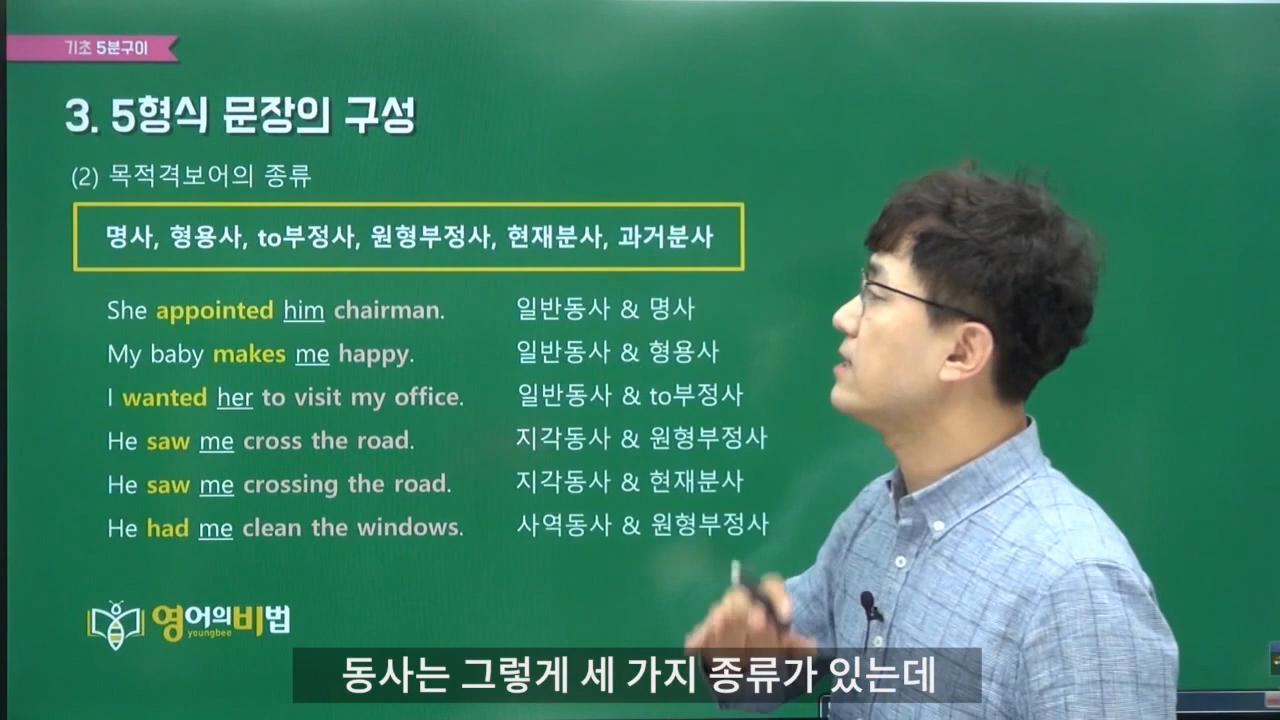 기초 5분구이
3. 5형식 문장의 구성
(2) 목적격보어의 종류
명사, 형용사, to부정사, 원형부정사, 현재분사, 과거분사
She appointed him chairman. 일반동사 & 명사
My baby makes me happy. 일반동사 & 형용사
I wanted her to visit my office. 일반동사 & to부정사
He saw me cross the road. 지각동사 & 원형부정사
He saw me crossing the road. 지각동사 & 현재분사
He had me clean the windows. 사역동사 & 원형부정사
영어의비법
youngbee
동사는 그렇게 세 가지 종류가 있는데